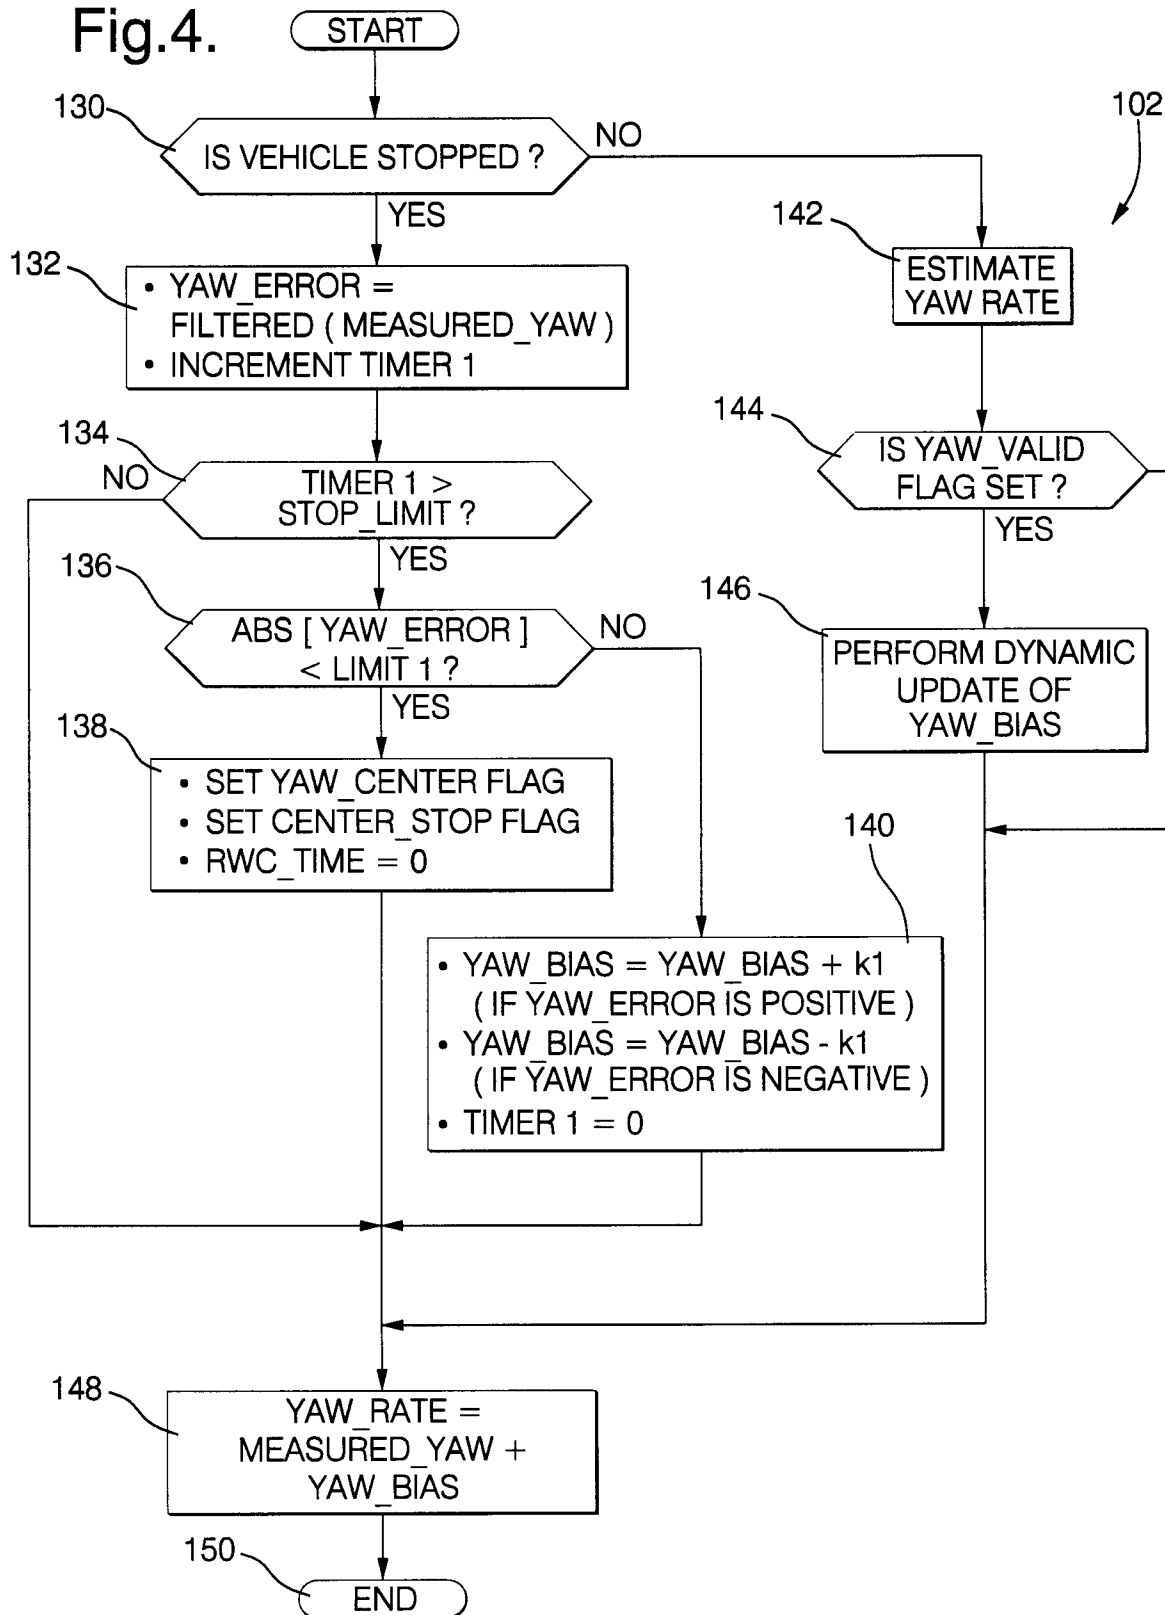 Fig.4.
START
130
IS VEHICLE STOPPED ?
NO
YES
102
132
• YAW_ERROR =
FILTERED ( MEASURED_YAW )
• INCREMENT TIMER 1
142
ESTIMATE
YAW RATE
134
NO
TIMER 1 >
STOP_LIMIT ?
YES
144
IS YAW_VALID
FLAG SET ?
YES
136
ABS [ YAW_ERROR ]
< LIMIT 1 ?
NO
YES
146
PERFORM DYNAMIC
UPDATE OF
YAW_BIAS
138
• SET YAW_CENTER FLAG
• SET CENTER_STOP FLAG
• RWC_TIME = 0
140
• YAW_BIAS = YAW_BIAS + k1
( IF YAW_ERROR IS POSITIVE )
• YAW_BIAS = YAW_BIAS - k1
( IF YAW_ERROR IS NEGATIVE )
• TIMER 1 = 0
148
YAW_RATE =
MEASURED_YAW +
YAW_BIAS
150
END